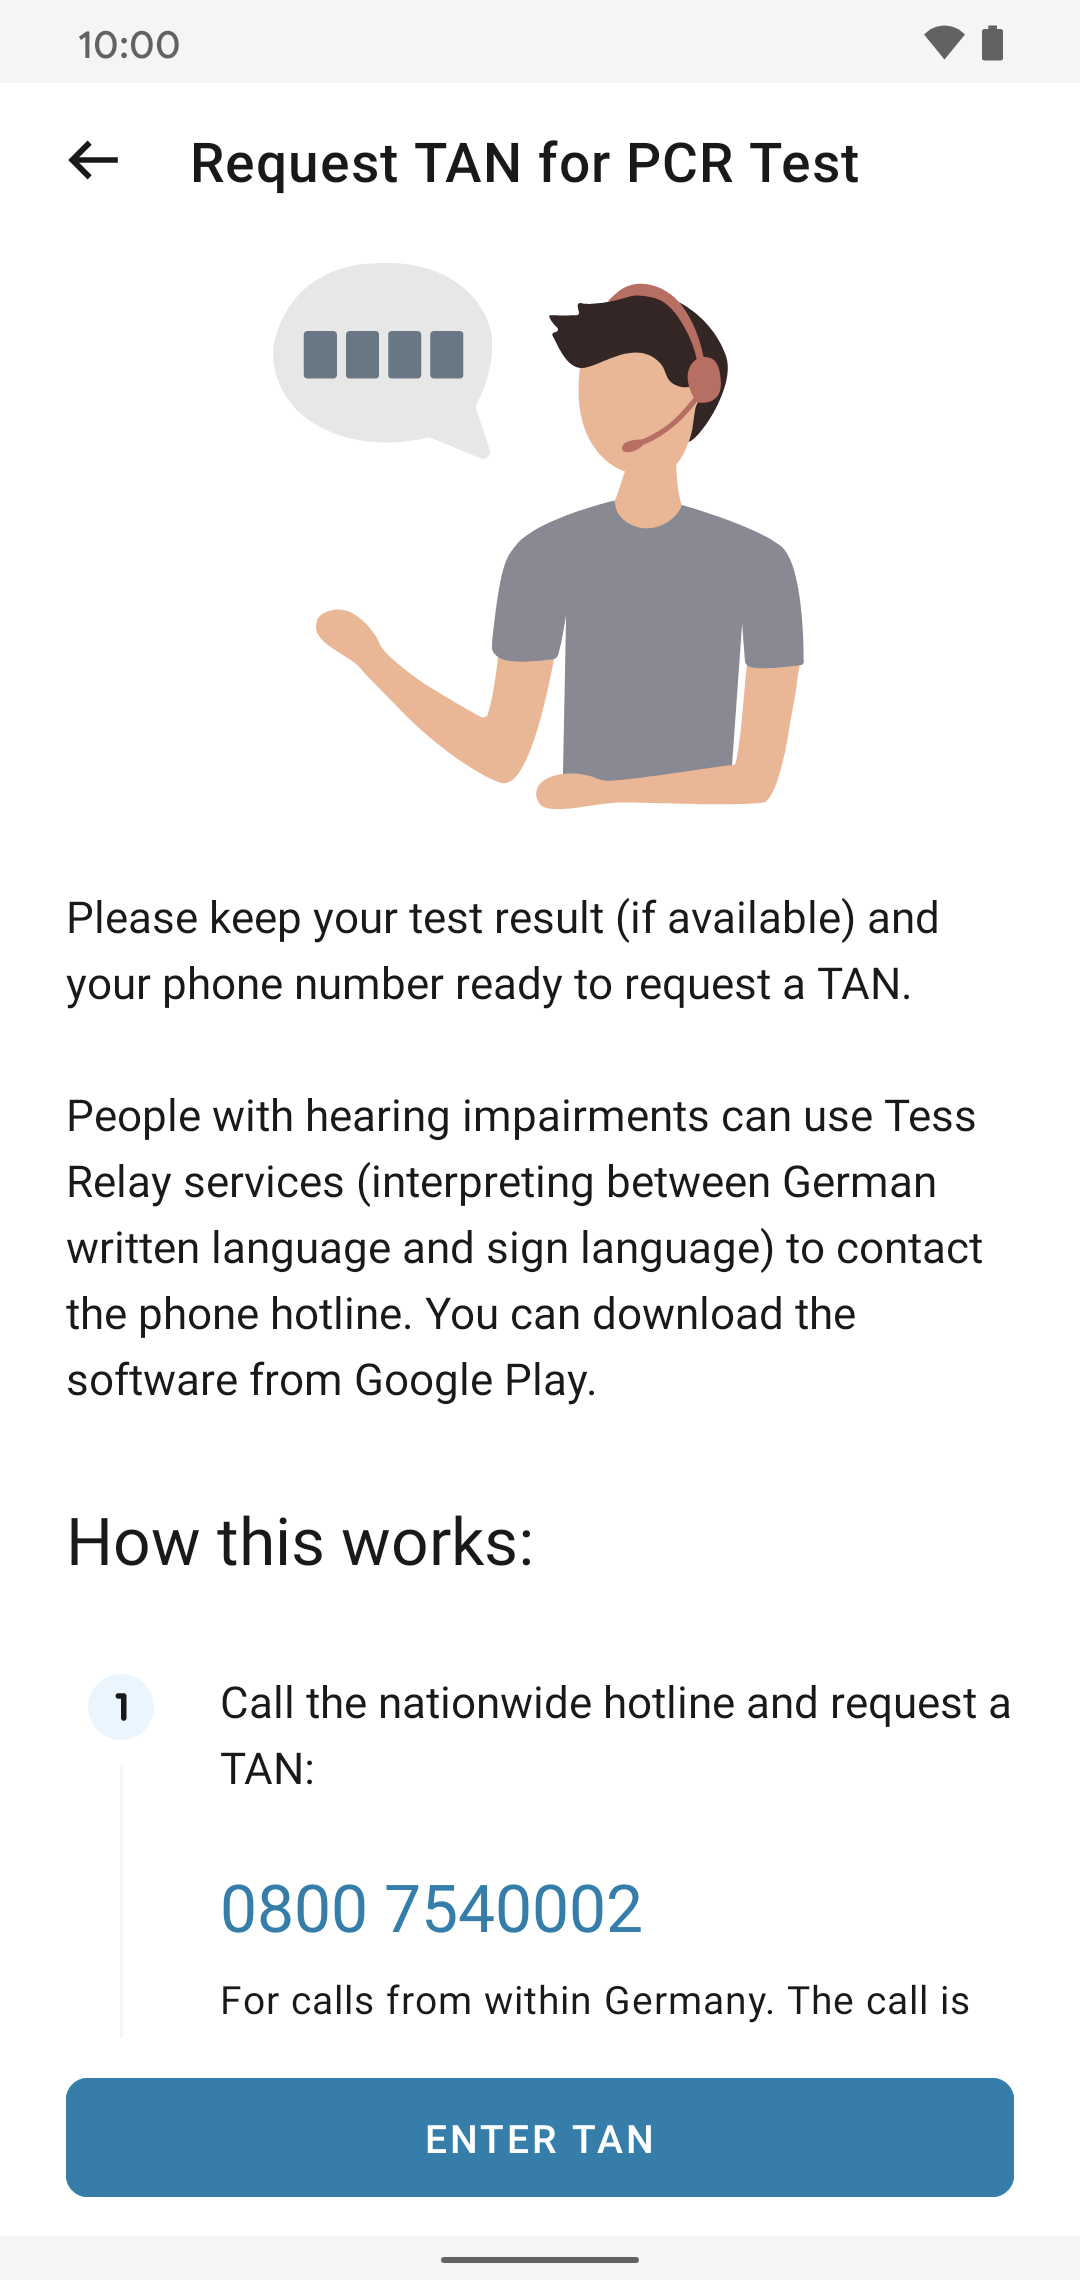 10:00
Request TAN for PCR Test
Please keep your test result (if available) and
your phone number ready to request a TAN.
People with hearing impairments can use Tess
Relay services (interpreting between German
written language and sign language) to contact
the phone hotline. You can download the
software from Google Play.
How this works:
1
Call the nationwide hotline and request a
TAN:
0800 7540002
For calls from within Germany. The call is
ENTER TAN